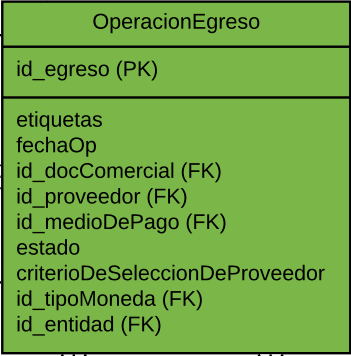 OperacionEgreso
id_egreso (PK)
etiquetas
fechaOp
id_docComercial (FK)
id_proveedor (FK)
id_medioDePago (FK)
estado
criterioDeSeleccionDeProveedor
id_tipoMoneda (FK)
id_entidad (FK)